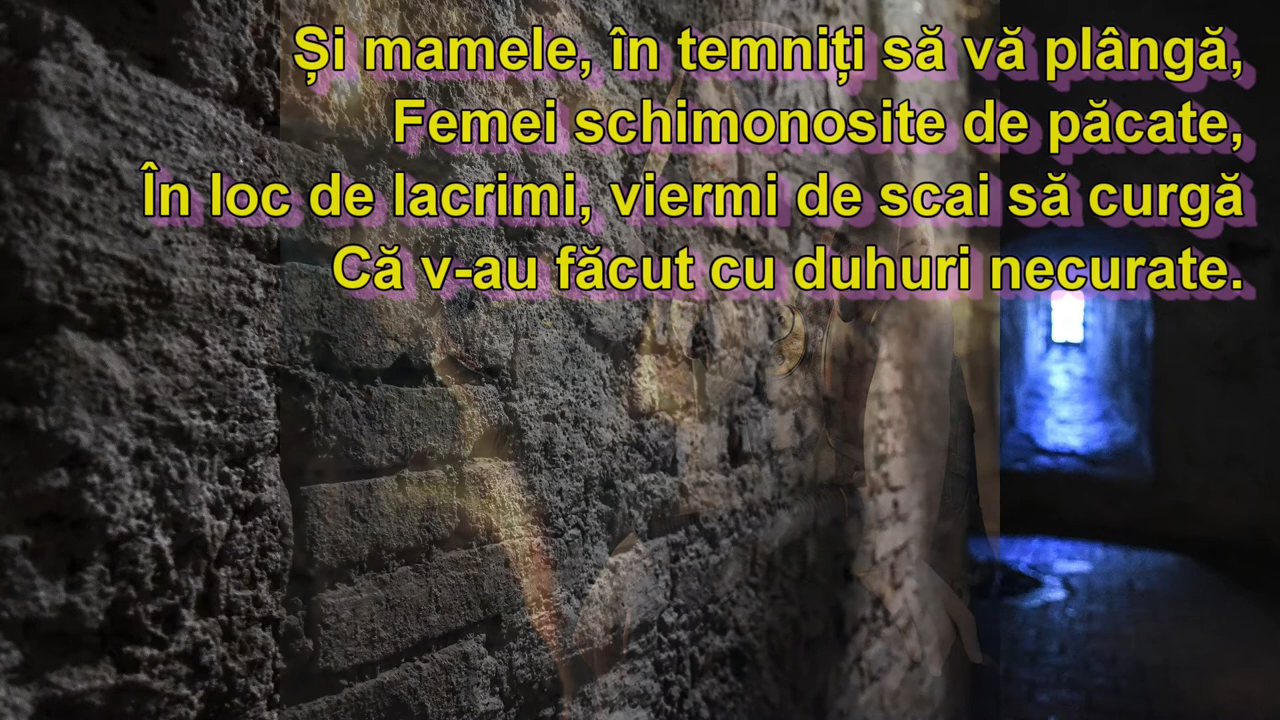 Și mamele, în temniți să vă plângă,
Femei schimonosite de păcate,
În loc de lacrimi, viermi de scai să curgă
Că v-au făcut cu duhuri necurate.